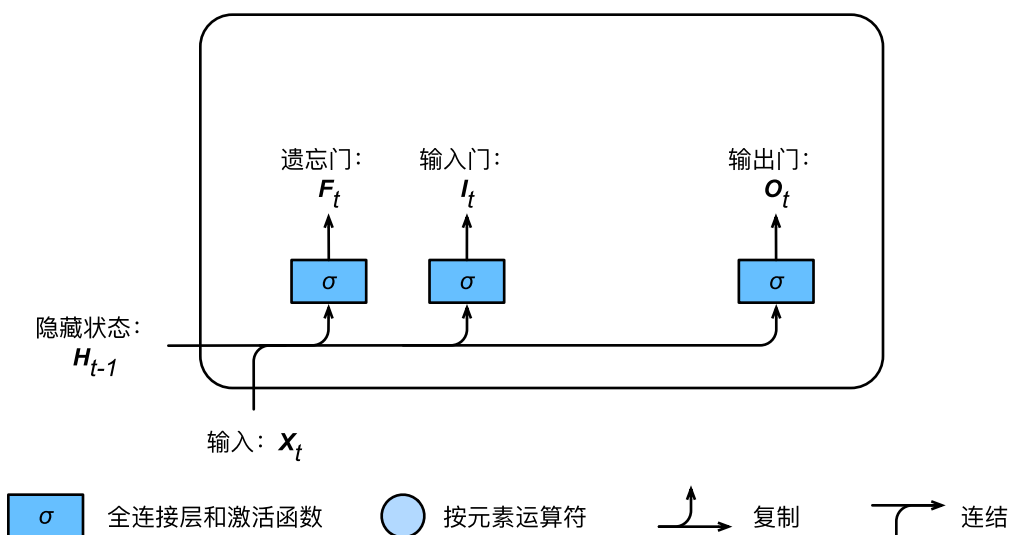 遗忘门： 输入门： 输出门：
F_t I_t O_t
σ σ σ
隐藏状态：
H_{t-1}
输入：X_t
σ 全连接层和激活函数 按元素运算符 复制 连结